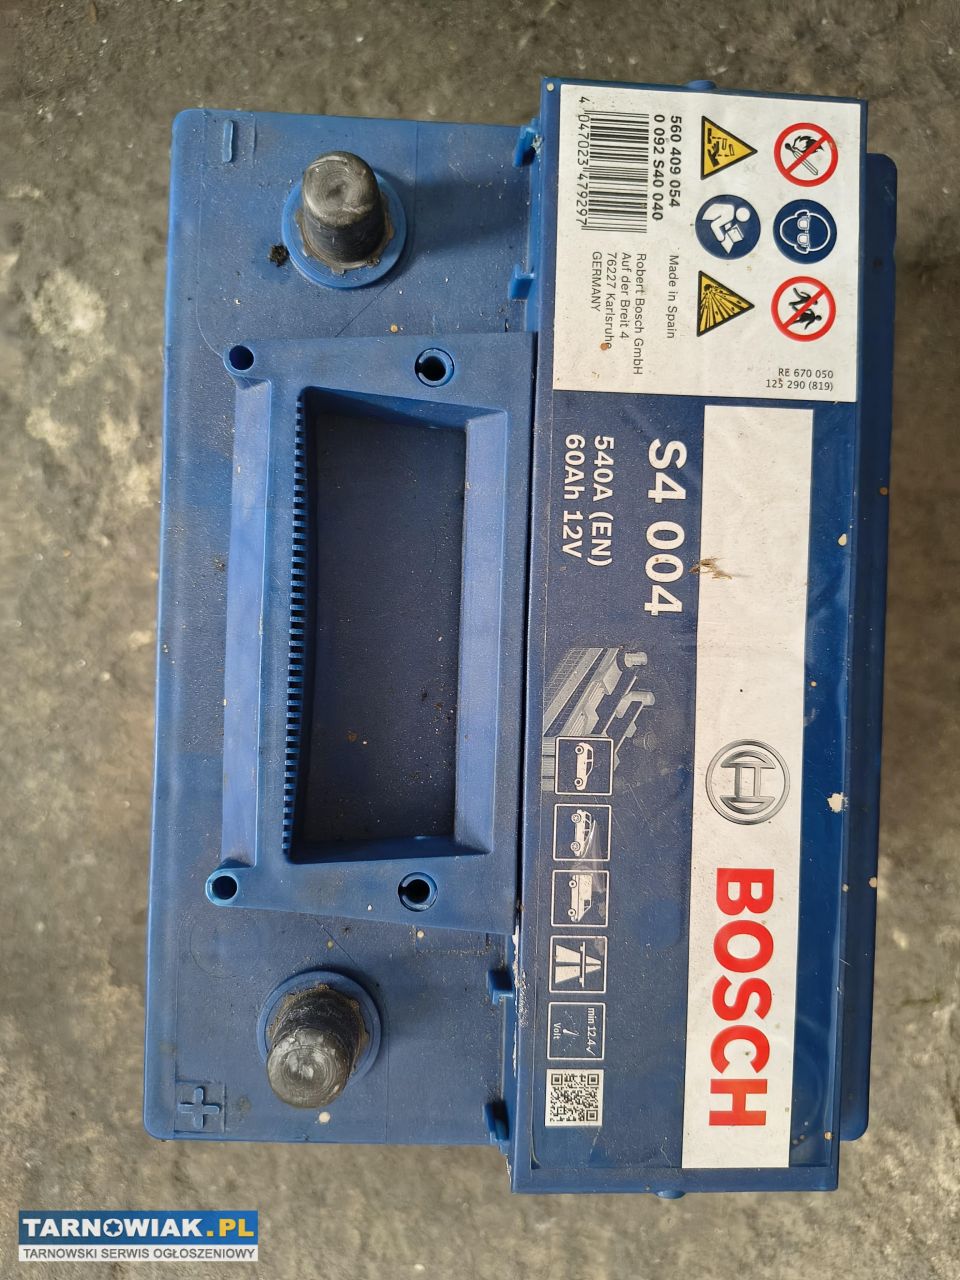 560 409 054
0 092 S40 040
4 047023 479297
Made in Spain
Robert Bosch GmbH
Auf der Breit 4
76227 Karlsruhe
GERMANY
RE 670 050
125 290 (819)
S4 004
540A (EN)
60Ah 12V
BOSCH
min 12.4V
Volt
TARNOWIAK.PL
TARNOWSKI SERWIS OGŁOSZENIOWY